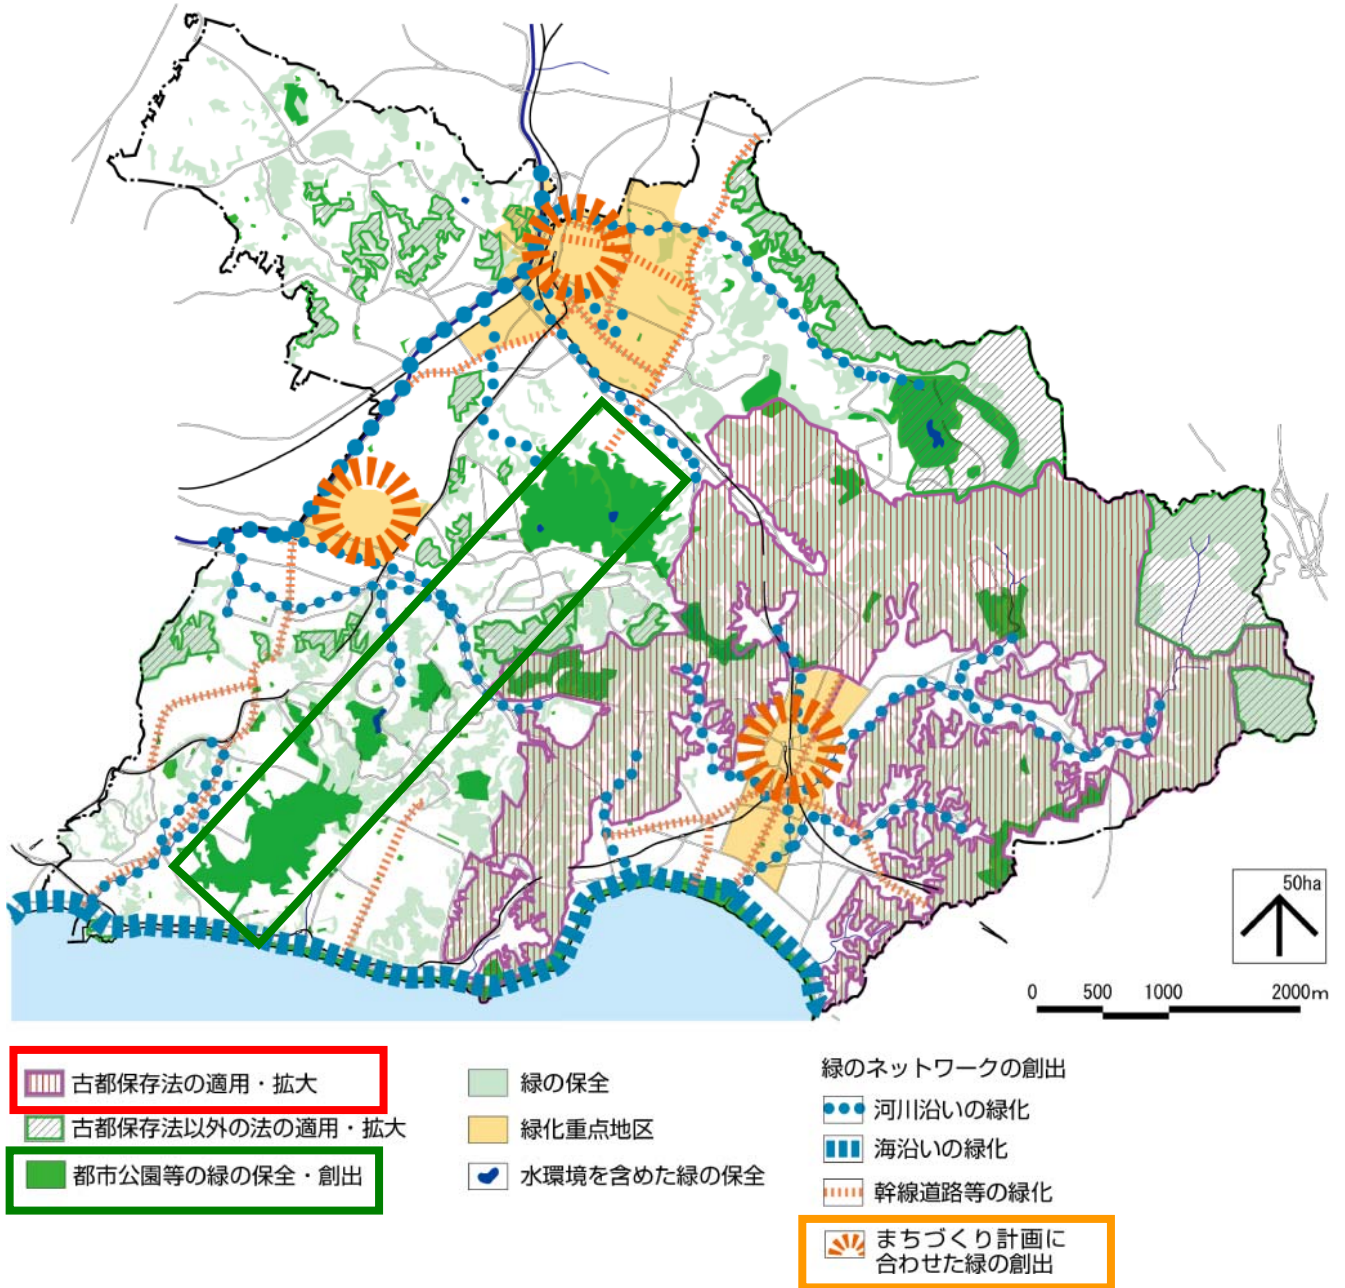 50ha
0 500 1000 2000m
古都保存法の適用・拡大
古都保存法以外の法の適用・拡大
都市公園等の緑の保全・創出
緑の保全
緑化重点地区
水環境を含めた緑の保全
緑のネットワークの創出
河川沿いの緑化
海沿いの緑化
幹線道路等の緑化
まちづくり計画に
合わせた緑の創出